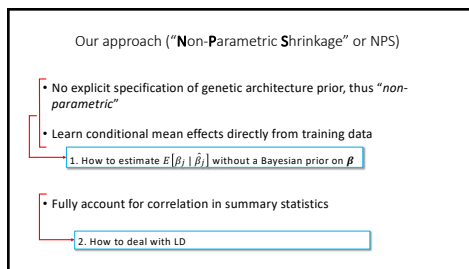 Our approach (“Non-Parametric Shrinkage” or NPS)
• No explicit specification of genetic architecture prior, thus “non-
parametric”
• Learn conditional mean effects directly from training data
1. How to estimate E[βⱼ | β̂ⱼ] without a Bayesian prior on β
• Fully account for correlation in summary statistics
2. How to deal with LD